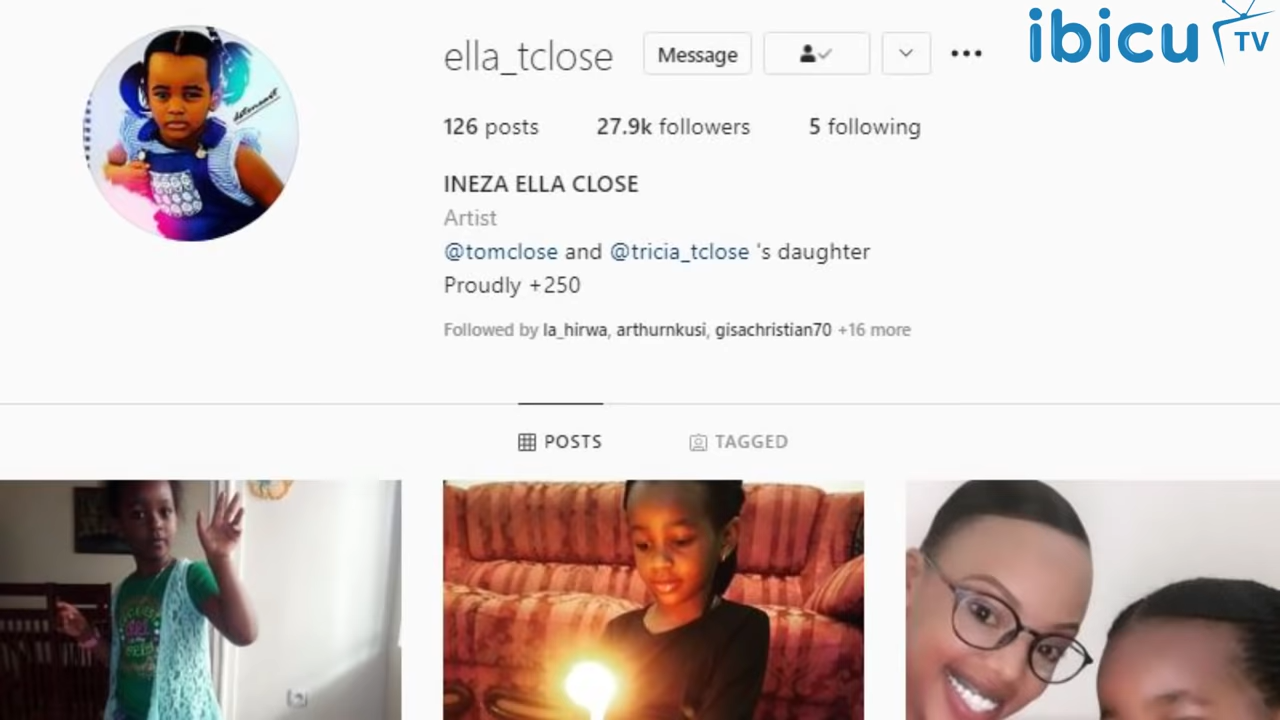 ibicu TV
ella_tclose Message
126 posts 27.9k followers 5 following
INEZA ELLA CLOSE
Artist
@tomclose and @tricia_tclose 's daughter
Proudly +250
Followed by la_hirwa, arthurnkusi, gisachristian70 +16 more
POSTS TAGGED